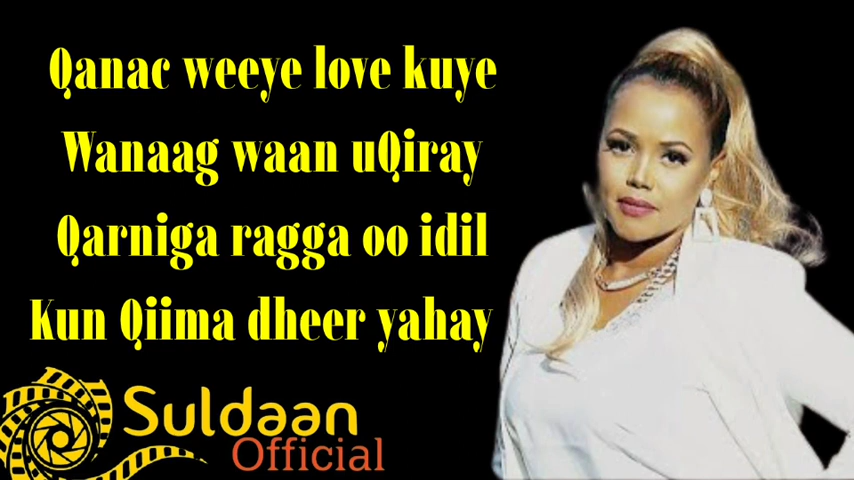 Qanac weeye love kuye
Wanaag waan uQiray
Qarniga ragga oo idil
Kun Qiima dheer yahay
Suldaan
Official